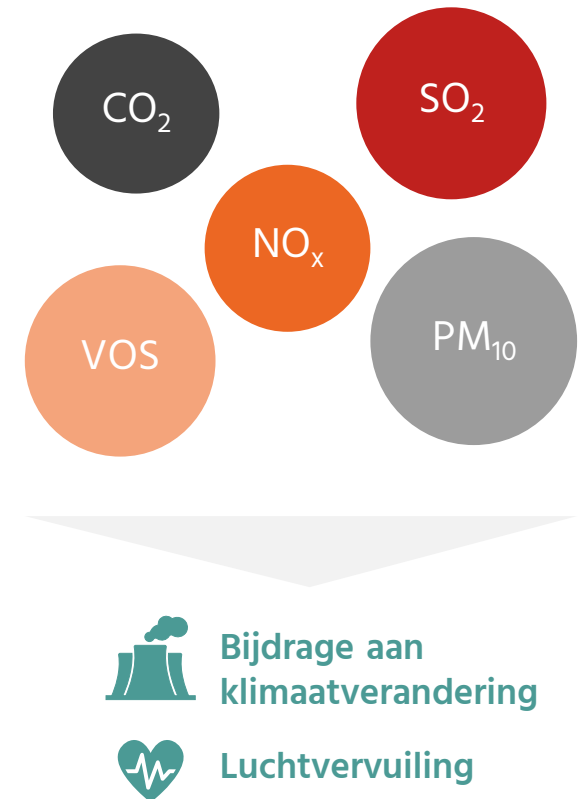 CO₂
SO₂
NOₓ
VOS
PM₁₀
Bijdrage aan
klimaatverandering
Luchtvervuiling